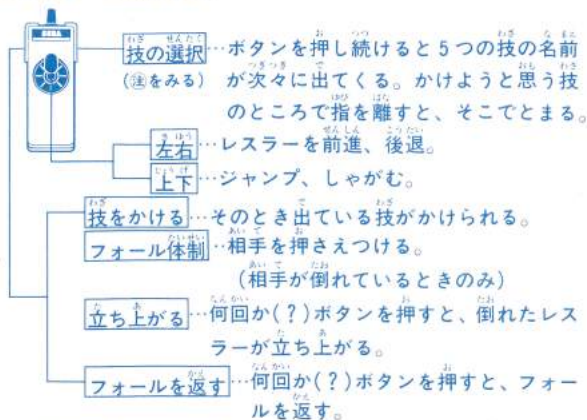 SEGA
技の選択…ボタンを押し続けると5つの技の名前
(注をみる) が次々に出てくる。かけようと思う技
のところで指を離すと、そこでとまる。
左右…レスラーを前進、後退。
上下…ジャンプ、しゃがむ。
技をかける…そのとき出ている技がかけられる。
フォール体制…相手を押さえつける。
(相手が倒れているときのみ)
立ち上がる…何回か(?)ボタンを押すと、倒れたレス
ラーが立ち上がる。
フォールを返す…何回か(?)ボタンを押すと、フォー
ルを返す。